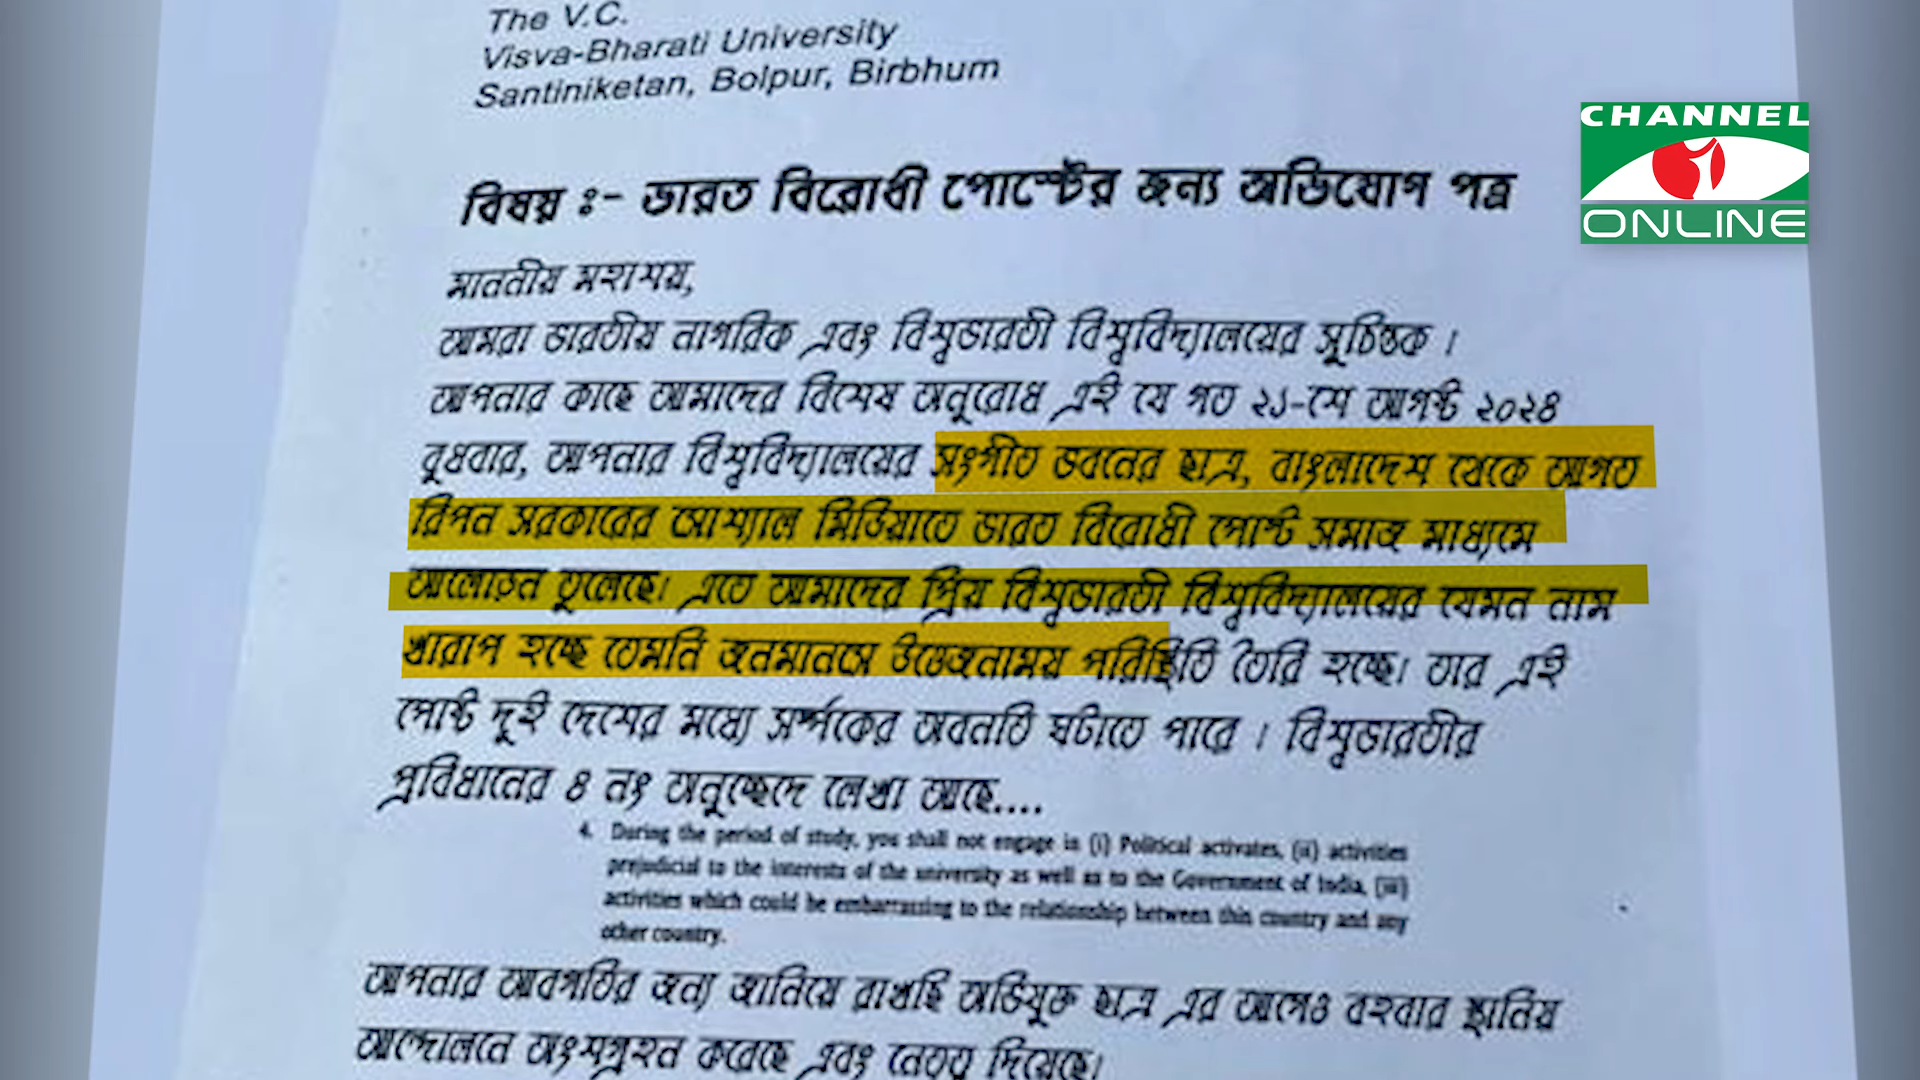 The V.C.
Visva-Bharati University
Santiniketan, Bolpur, Birbhum
CHANNEL
ONLINE
বিষয় ঃ- ভারত বিরোধী পোস্টের জন্য অভিযোগ পত্র
মাননীয় মহাশয়,
আমরা ভারতীয় নাগরিক এবং বিশ্বভারতী বিশ্ববিদ্যালয়ের সুচিন্তক ।
আপনার কাছে আমাদের বিশেষ অনুরোধ এই যে গত ২১-শে আগষ্ট ২০২৪
বুধবার, আপনার বিশ্ববিদ্যালয়ের সংগীত ভবনের ছাত্র, বাংলাদেশ থেকে আগত
রিপন সরকারের সোশ্যাল মিডিয়াতে ভারত বিরোধী পোস্ট সমাজ মাধ্যমে
আলোড়ন তুলেছে। এতে আমাদের প্রিয় বিশ্বভারতী বিশ্ববিদ্যালয়ের যেমন নাম
খারাপ হচ্ছে তেমনি জনমানসে উত্তেজনাময় পরিস্থিতি তৈরি হচ্ছে। তার এই
পোষ্ট দুই দেশের মধ্যে সর্ম্পকের অবনতি ঘটাতে পারে । বিশ্বভারতীর
প্রবিধানের ৪ নং অনুচ্ছেদে লেখা আছে....
4. During the period of study, you shall not engage in (i) Political activates, (ii) activities
prejudicial to the interests of the university as well as to the Government of India, (iii)
activities which could be embarrassing to the relationship between this country and any
other country.
আপনার অবগতির জন্য জানিয়ে রাখছি অভিযুক্ত ছাত্র এর আগেও বহুবার স্থানিয়
আন্দোলনে অংশগ্রহন করেছে এবং নেতৃত্ব দিয়েছে।